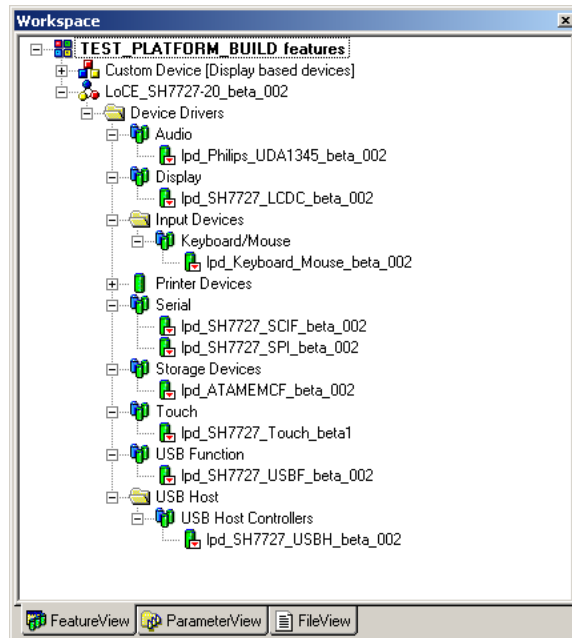 Workspace
TEST_PLATFORM_BUILD features
Custom Device [Display based devices]
LoCE_SH7727-20_beta_002
Device Drivers
Audio
lpd_Philips_UDA1345_beta_002
Display
lpd_SH7727_LCDC_beta_002
Input Devices
Keyboard/Mouse
lpd_Keyboard_Mouse_beta_002
Printer Devices
Serial
lpd_SH7727_SCIF_beta_002
lpd_SH7727_SPI_beta_002
Storage Devices
lpd_ATAMEMCF_beta_002
Touch
lpd_SH7727_Touch_beta1
USB Function
lpd_SH7727_USBF_beta_002
USB Host
USB Host Controllers
lpd_SH7727_USBH_beta_002
FeatureView ParameterView FileView